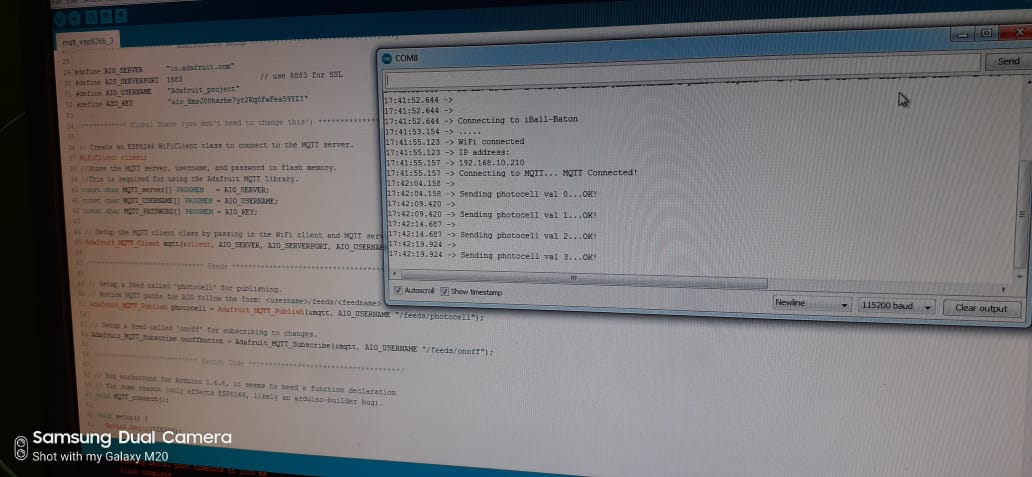 mq8_esp8266_3
#define AIO_SERVER "io.adafruit.com"
#define AIO_SERVERPORT 1883 // use 8883 for SSL
#define AIO_USERNAME "Adafruit_project"
#define AIO_KEY
/************ Global State (you don't need to change this!)
// Create an ESP8266 WiFiClient class to connect to the MQTT server.
WiFiClient client;
//Store the MQTT server, username, and password in flash memory.
//This is required for using the Adafruit MQTT library.
const char MQTT_server[] PROGMEM = AIO_SERVER;
const char MQTT_USERNAME[] PROGMEM = AIO_USERNAME;
const char MQTT_PASSWORD[] PROGMEM = AIO_KEY;
// Setup the MQTT client class by passing in the WiFi client and MQTT ser
Adafruit_MQTT_Client mqtt(&client, AIO_SERVER, AIO_SERVERPORT, AIO_USERNAM
Feeds
// Setup a feed called 'photocell' for publishing.
// Notice MQTT paths for AIO follow the form: <username>/feeds/<feedname>
Adafruit_MQTT_Publish photocell = Adafruit_MQTT_Publish(&mqtt, AIO_USERNAME "/feeds/photocell");
// Setup a feed called 'onoff' for subscribing to changes.
Adafruit_MQTT_Subscribe onoffbutton = Adafruit_MQTT_Subscribe(&mqtt, AIO_USERNAME "/feeds/onoff");
Sketch Code
// Bug workaround for Arduino 1.6.6, it seems to need a function declaration
// for some reason (only affects ESP8266, likely an arduino-builder bug).
void MQTT_connect();
void setup() {
COM8
Send
17:41:52.644 ->
17:41:52.644 ->
17:41:52.644 -> Connecting to iBall-Baton
17:41:53.154 -> .....
17:41:55.123 -> WiFi connected
17:41:55.123 -> IP address:
17:41:55.157 -> 192.168.10.210
17:41:55.157 -> Connecting to MQTT... MQTT Connected!
17:42:04.158 ->
17:42:04.158 -> Sending photocell val 0...OK!
17:42:09.420 ->
17:42:09.420 -> Sending photocell val 1...OK!
17:42:14.687 ->
17:42:14.687 -> Sending photocell val 2...OK!
17:42:19.924 ->
17:42:19.924 -> Sending photocell val 3...OK!
Autoscroll Show timestamp
Newline 115200 baud Clear output
Samsung Dual Camera
Shot with my Galaxy M20